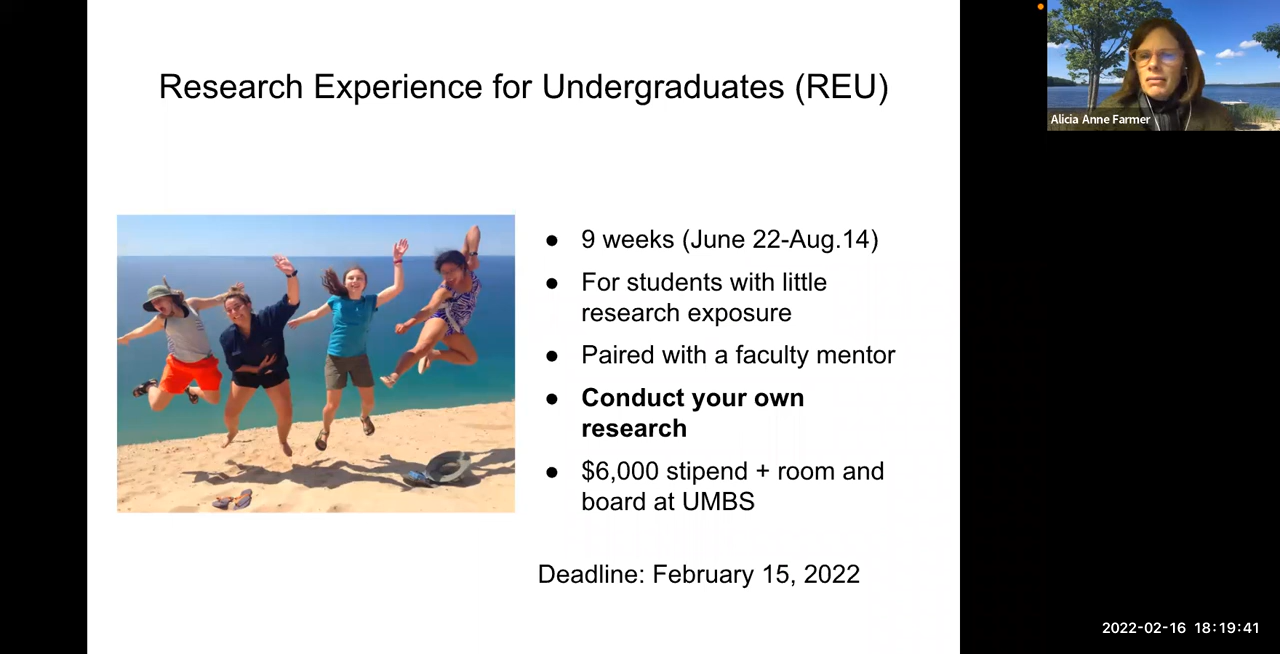 Research Experience for Undergraduates (REU)
● 9 weeks (June 22-Aug.14)
● For students with little
research exposure
● Paired with a faculty mentor
● Conduct your own
research
● $6,000 stipend + room and
board at UMBS
Deadline: February 15, 2022
Alicia Anne Farmer
2022-02-16 18:19:41